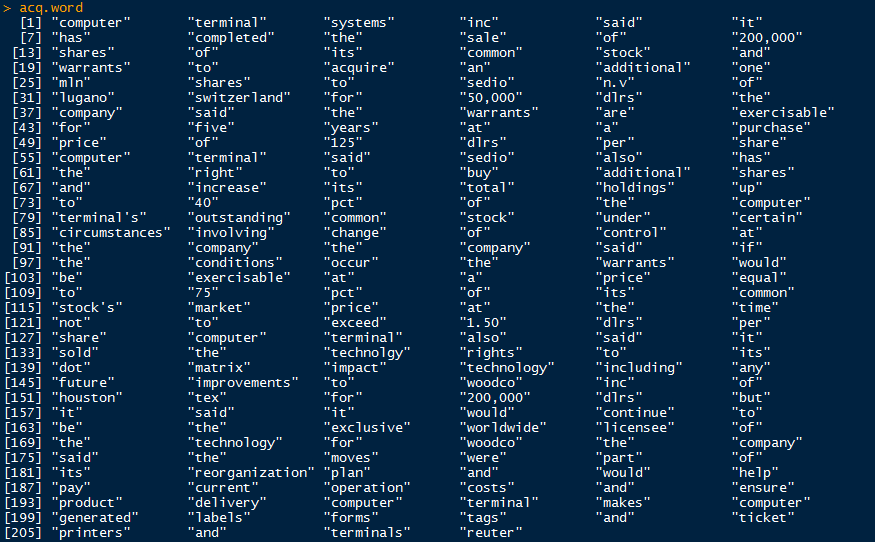 > acq.word
[1] "computer" "terminal" "systems" "inc" "said" "it"
[7] "has" "completed" "the" "sale" "of" "200,000"
[13] "shares" "of" "its" "common" "stock" "and"
[19] "warrants" "to" "acquire" "an" "additional" "one"
[25] "mln" "shares" "to" "sedio" "n.v" "of"
[31] "lugano" "switzerland" "for" "50,000" "dlrs" "the"
[37] "company" "said" "the" "warrants" "are" "exercisable"
[43] "for" "five" "years" "at" "a" "purchase"
[49] "price" "of" "125" "dlrs" "per" "share"
[55] "computer" "terminal" "said" "sedio" "also" "has"
[61] "the" "right" "to" "buy" "additional" "shares"
[67] "and" "increase" "its" "total" "holdings" "up"
[73] "to" "40" "pct" "of" "the" "computer"
[79] "terminal's" "outstanding" "common" "stock" "under" "certain"
[85] "circumstances" "involving" "change" "of" "control" "at"
[91] "the" "company" "the" "company" "said" "if"
[97] "the" "conditions" "occur" "the" "warrants" "would"
[103] "be" "exercisable" "at" "a" "price" "equal"
[109] "to" "75" "pct" "of" "its" "common"
[115] "stock's" "market" "price" "at" "the" "time"
[121] "not" "to" "exceed" "1.50" "dlrs" "per"
[127] "share" "computer" "terminal" "also" "said" "it"
[133] "sold" "the" "technolgy" "rights" "to" "its"
[139] "dot" "matrix" "impact" "technology" "including" "any"
[145] "future" "improvements" "to" "woodco" "inc" "of"
[151] "houston" "tex" "for" "200,000" "dlrs" "but"
[157] "it" "said" "it" "would" "continue" "to"
[163] "be" "the" "exclusive" "worldwide" "licensee" "of"
[169] "the" "technology" "for" "woodco" "the" "company"
[175] "said" "the" "moves" "were" "part" "of"
[181] "its" "reorganization" "plan" "and" "would" "help"
[187] "pay" "current" "operation" "costs" "and" "ensure"
[193] "product" "delivery" "computer" "terminal" "makes" "computer"
[199] "generated" "labels" "forms" "tags" "and" "ticket"
[205] "printers" "and" "terminals" "reuter"